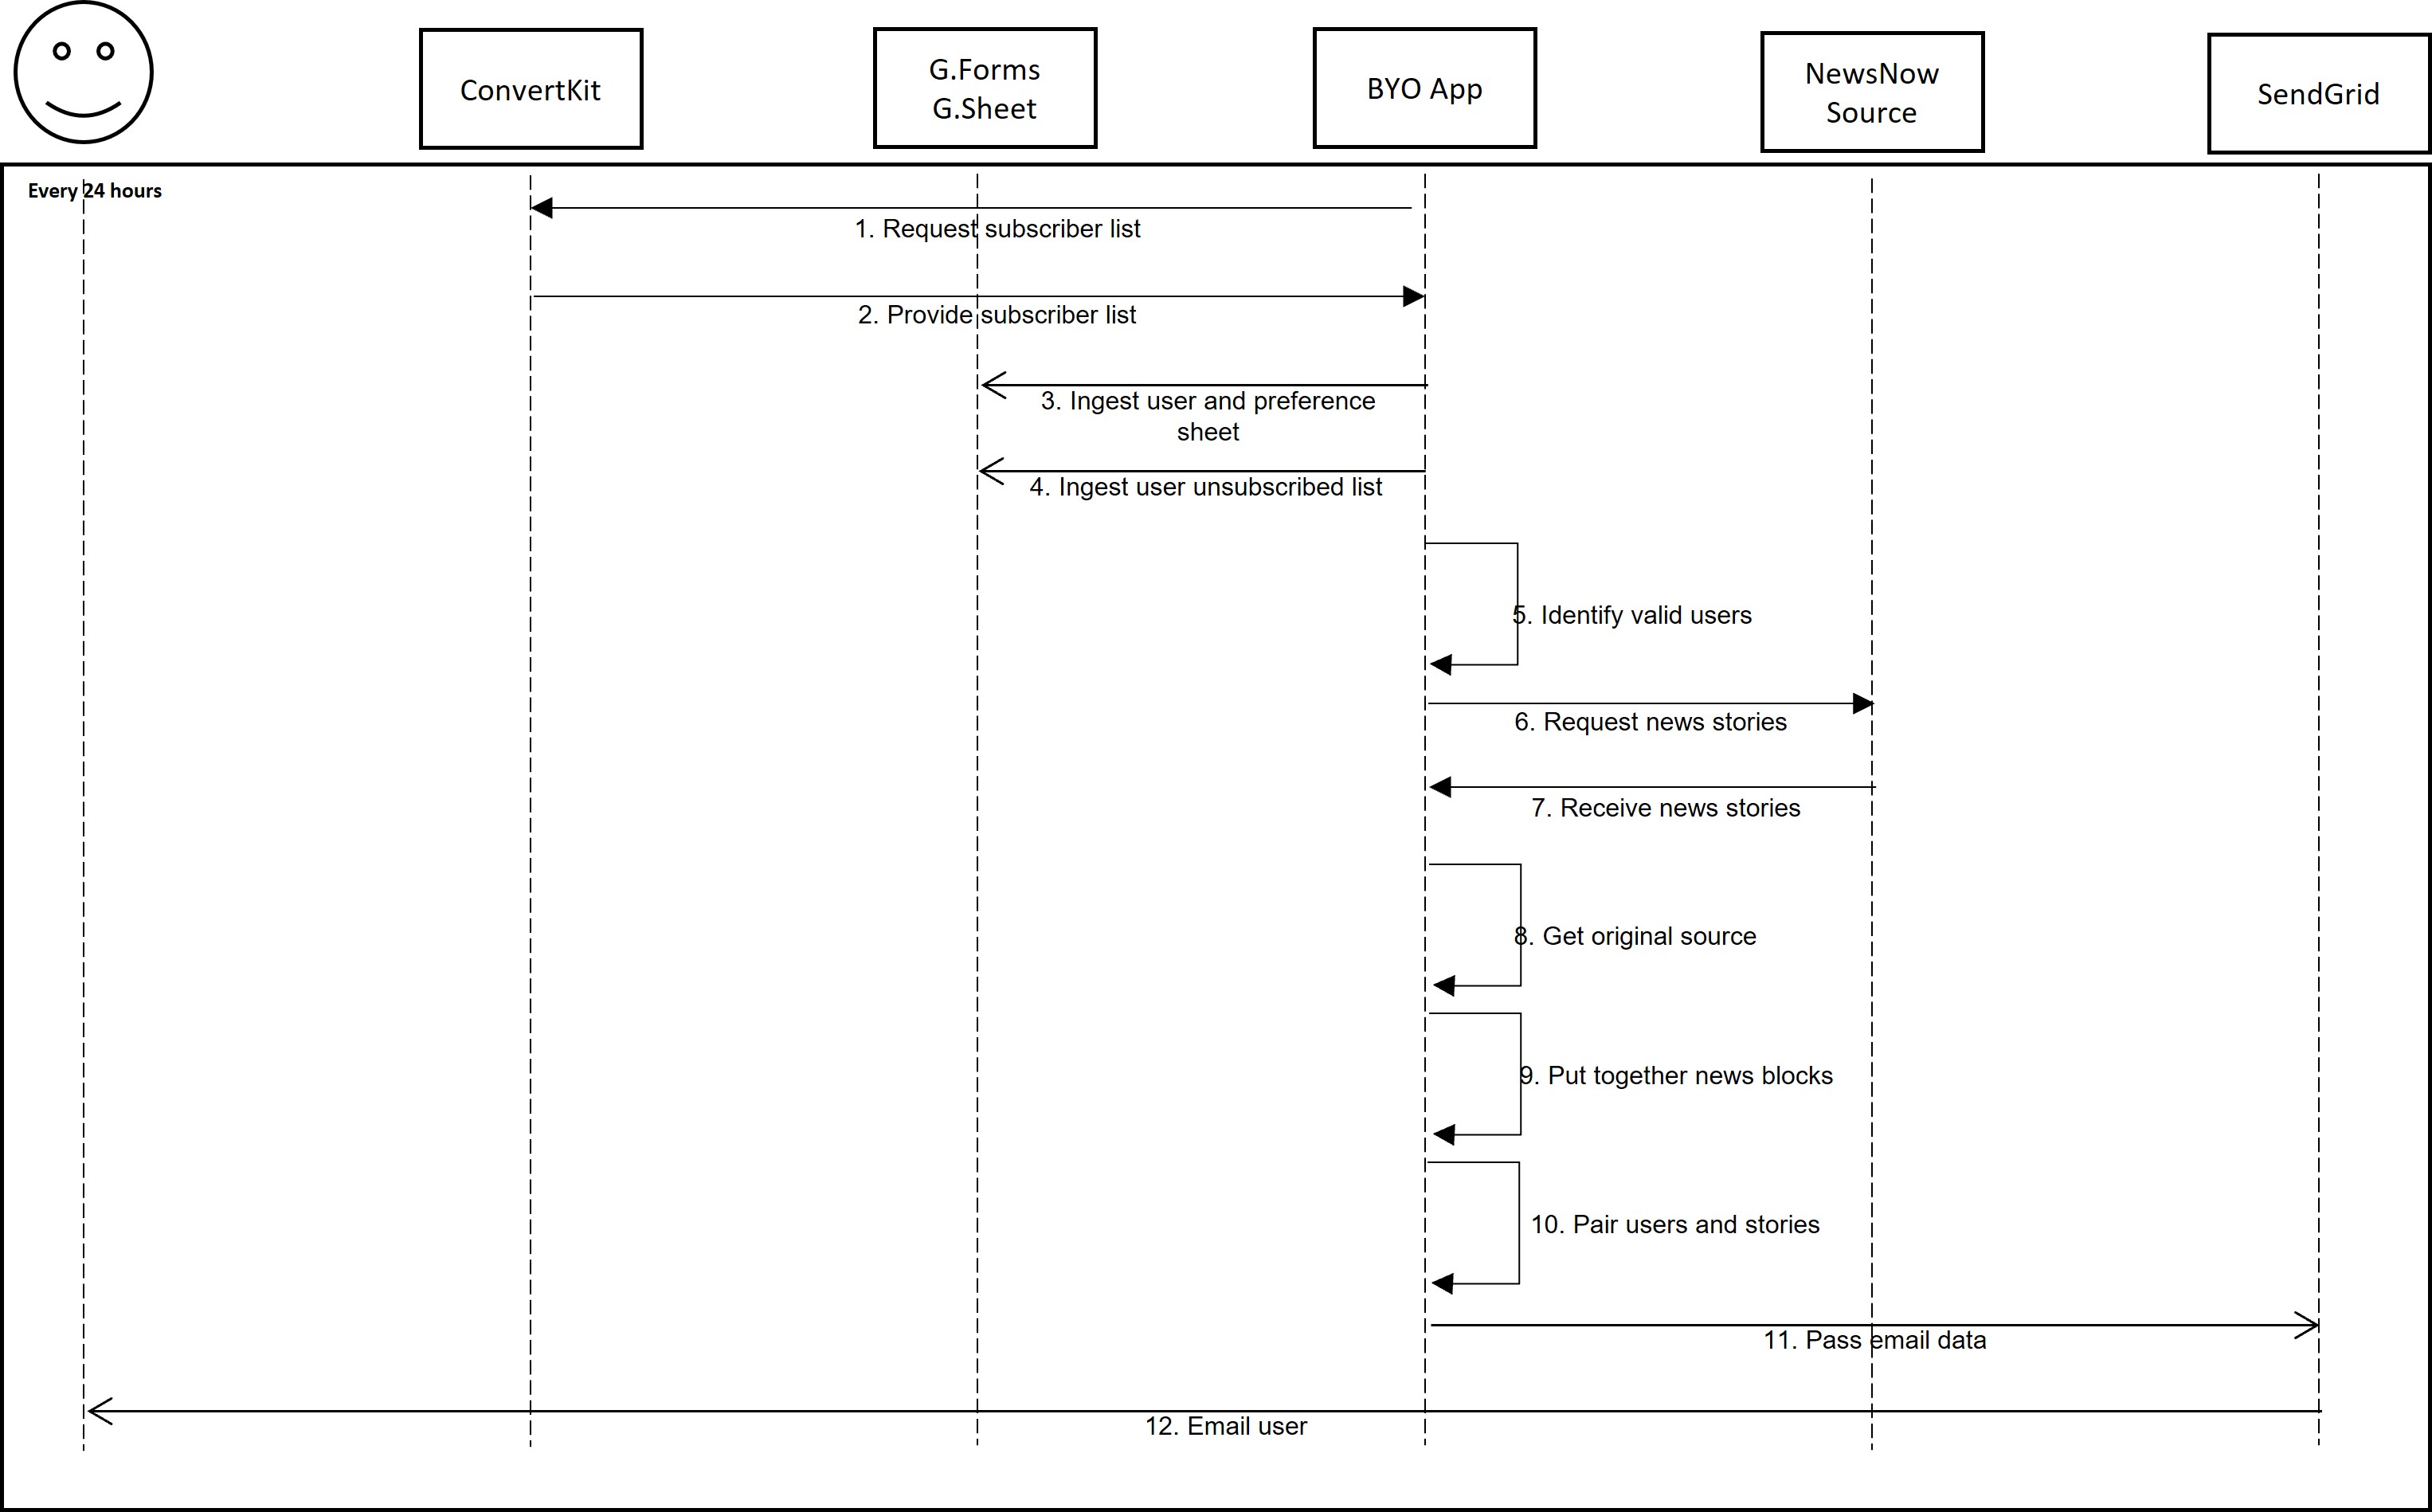 ConvertKit
G.Forms
G.Sheet
BYO App
NewsNow
Source
SendGrid
Every 24 hours
1. Request subscriber list
2. Provide subscriber list
3. Ingest user and preference
sheet
4. Ingest user unsubscribed list
5. Identify valid users
6. Request news stories
7. Receive news stories
8. Get original source
9. Put together news blocks
10. Pair users and stories
11. Pass email data
12. Email user